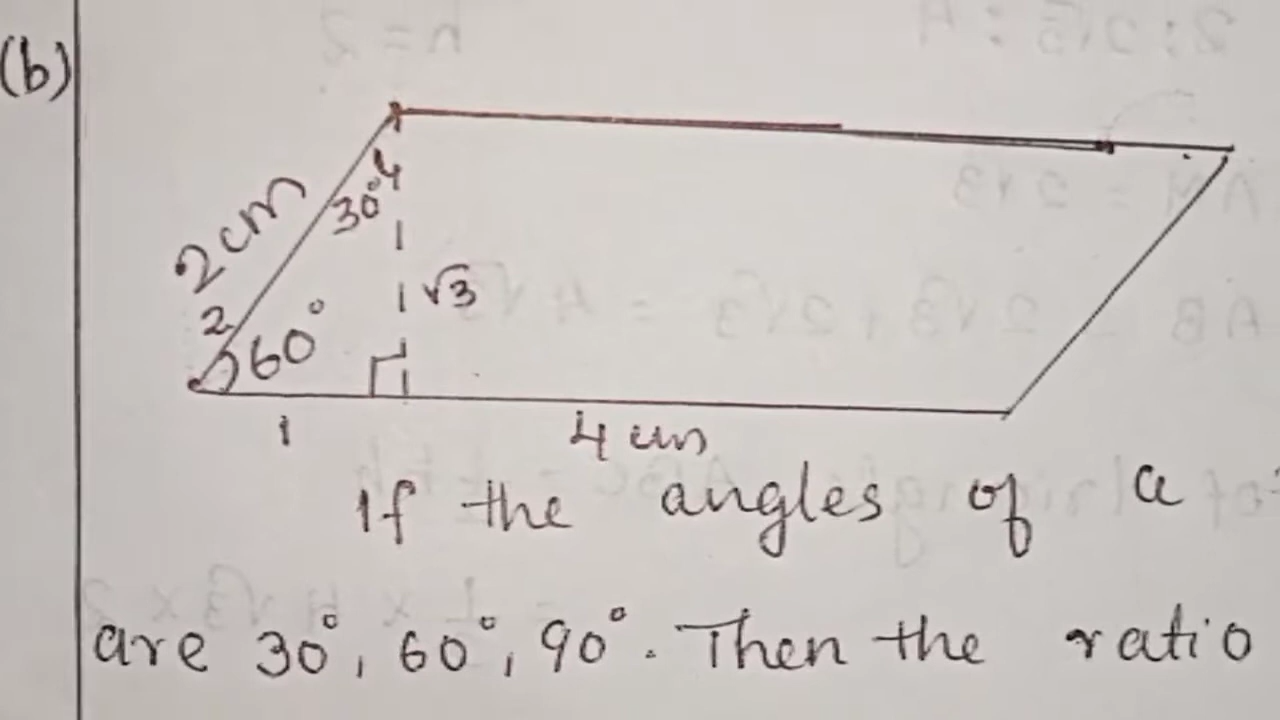 (b)
2cm
30°
4
2
60°
√3
1
4 cm
If the angles of a
are 30°, 60°, 90°. Then the ratio